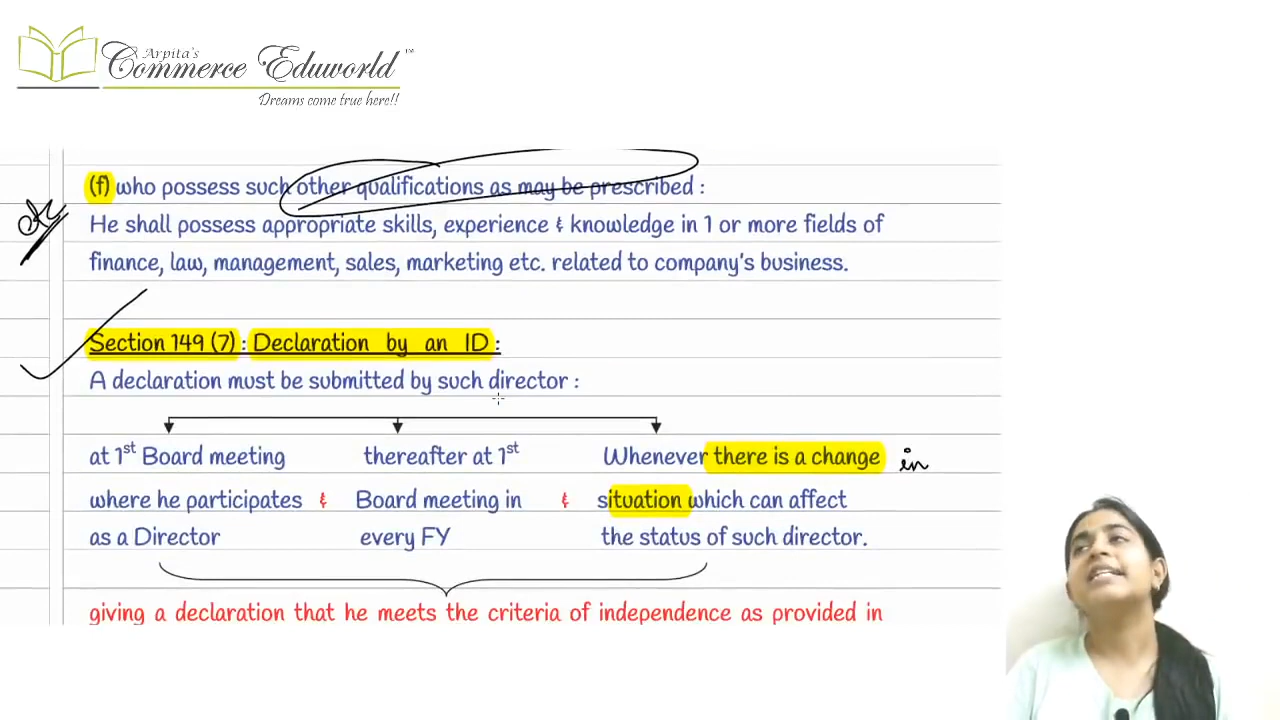 Arpita's
Commerce Eduworld™
Dreams come true here!!
(f) who possess such other qualifications as may be prescribed :
He shall possess appropriate skills, experience & knowledge in 1 or more fields of
finance, law, management, sales, marketing etc. related to company's business.
Section 149 (7) : Declaration by an ID :
A declaration must be submitted by such director :
at 1st Board meeting thereafter at 1st Whenever there is a change in
where he participates & Board meeting in & situation which can affect
as a Director every FY the status of such director.
giving a declaration that he meets the criteria of independence as provided in